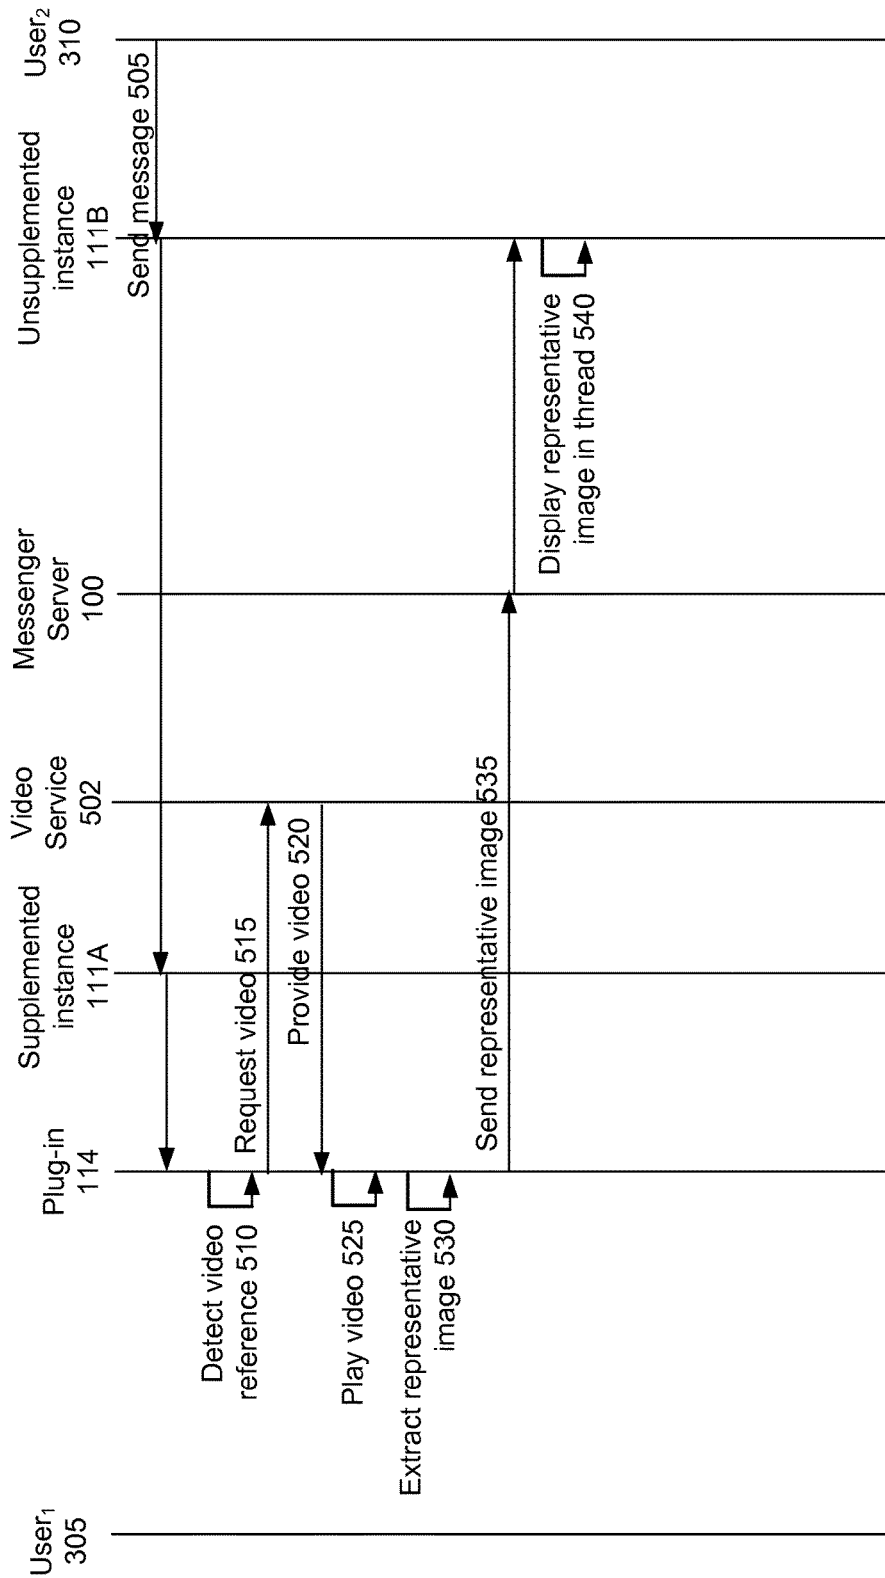 User₁
305
Plug-in
114
Supplemented
instance
111A
Video
Service
502
Messenger
Server
100
Unsupplemented
instance
111B
User₂
310
Send message 505
Detect video
reference 510
Request video 515
Provide video 520
Play video 525
Extract representative
image 530
Send representative image 535
Display representative
image in thread 540